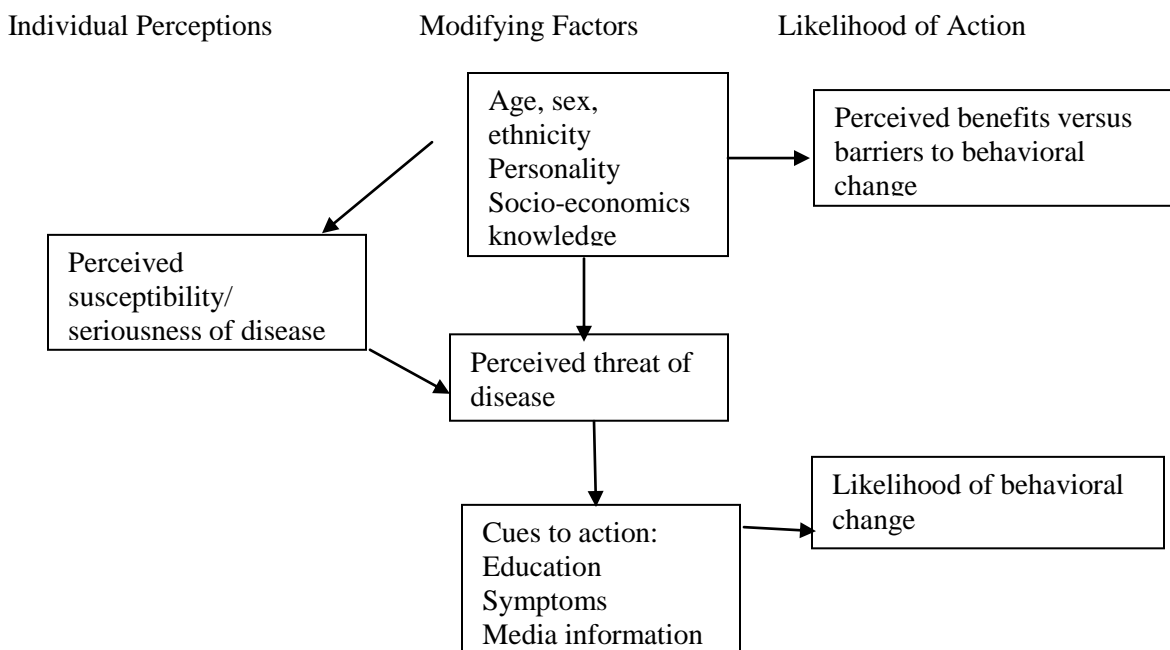 Individual Perceptions
Modifying Factors
Likelihood of Action
Age, sex,
ethnicity
Personality
Socio-economics
knowledge
Perceived benefits versus
barriers to behavioral
change
Perceived
susceptibility/
seriousness of disease
Perceived threat of
disease
Cues to action:
Education
Symptoms
Media information
Likelihood of behavioral
change